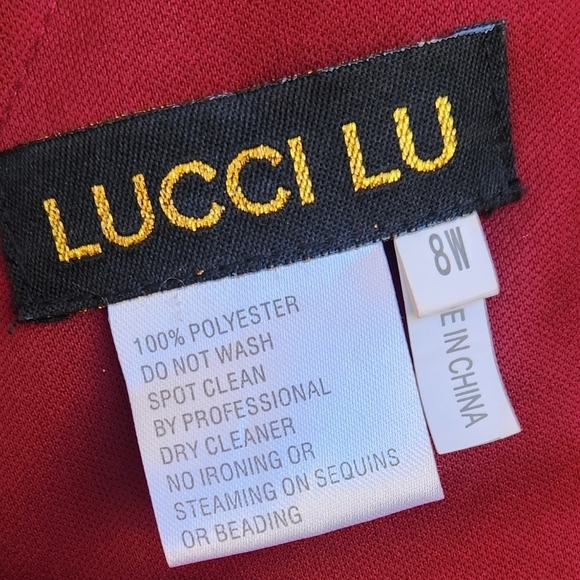 LUCCI LU
8W
E IN CHINA
100% POLYESTER
DO NOT WASH
SPOT CLEAN
BY PROFESSIONAL
DRY CLEANER
NO IRONING OR
STEAMING ON SEQUINS
OR BEADING